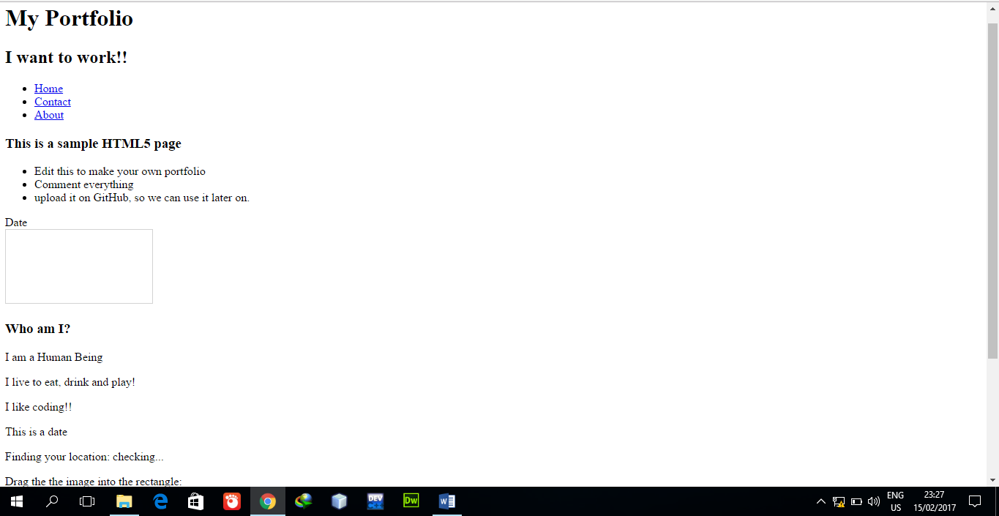 My Portfolio
I want to work!!
Home
Contact
About
This is a sample HTML5 page
Edit this to make your own portfolio
Comment everything
upload it on GitHub, so we can use it later on.
Date
Who am I?
I am a Human Being
I live to eat, drink and play!
I like coding!!
This is a date
Finding your location: checking...
Drag the the image into the rectangle:
DEV
C++
Dw
W
ENG
US
23:27
15/02/2017